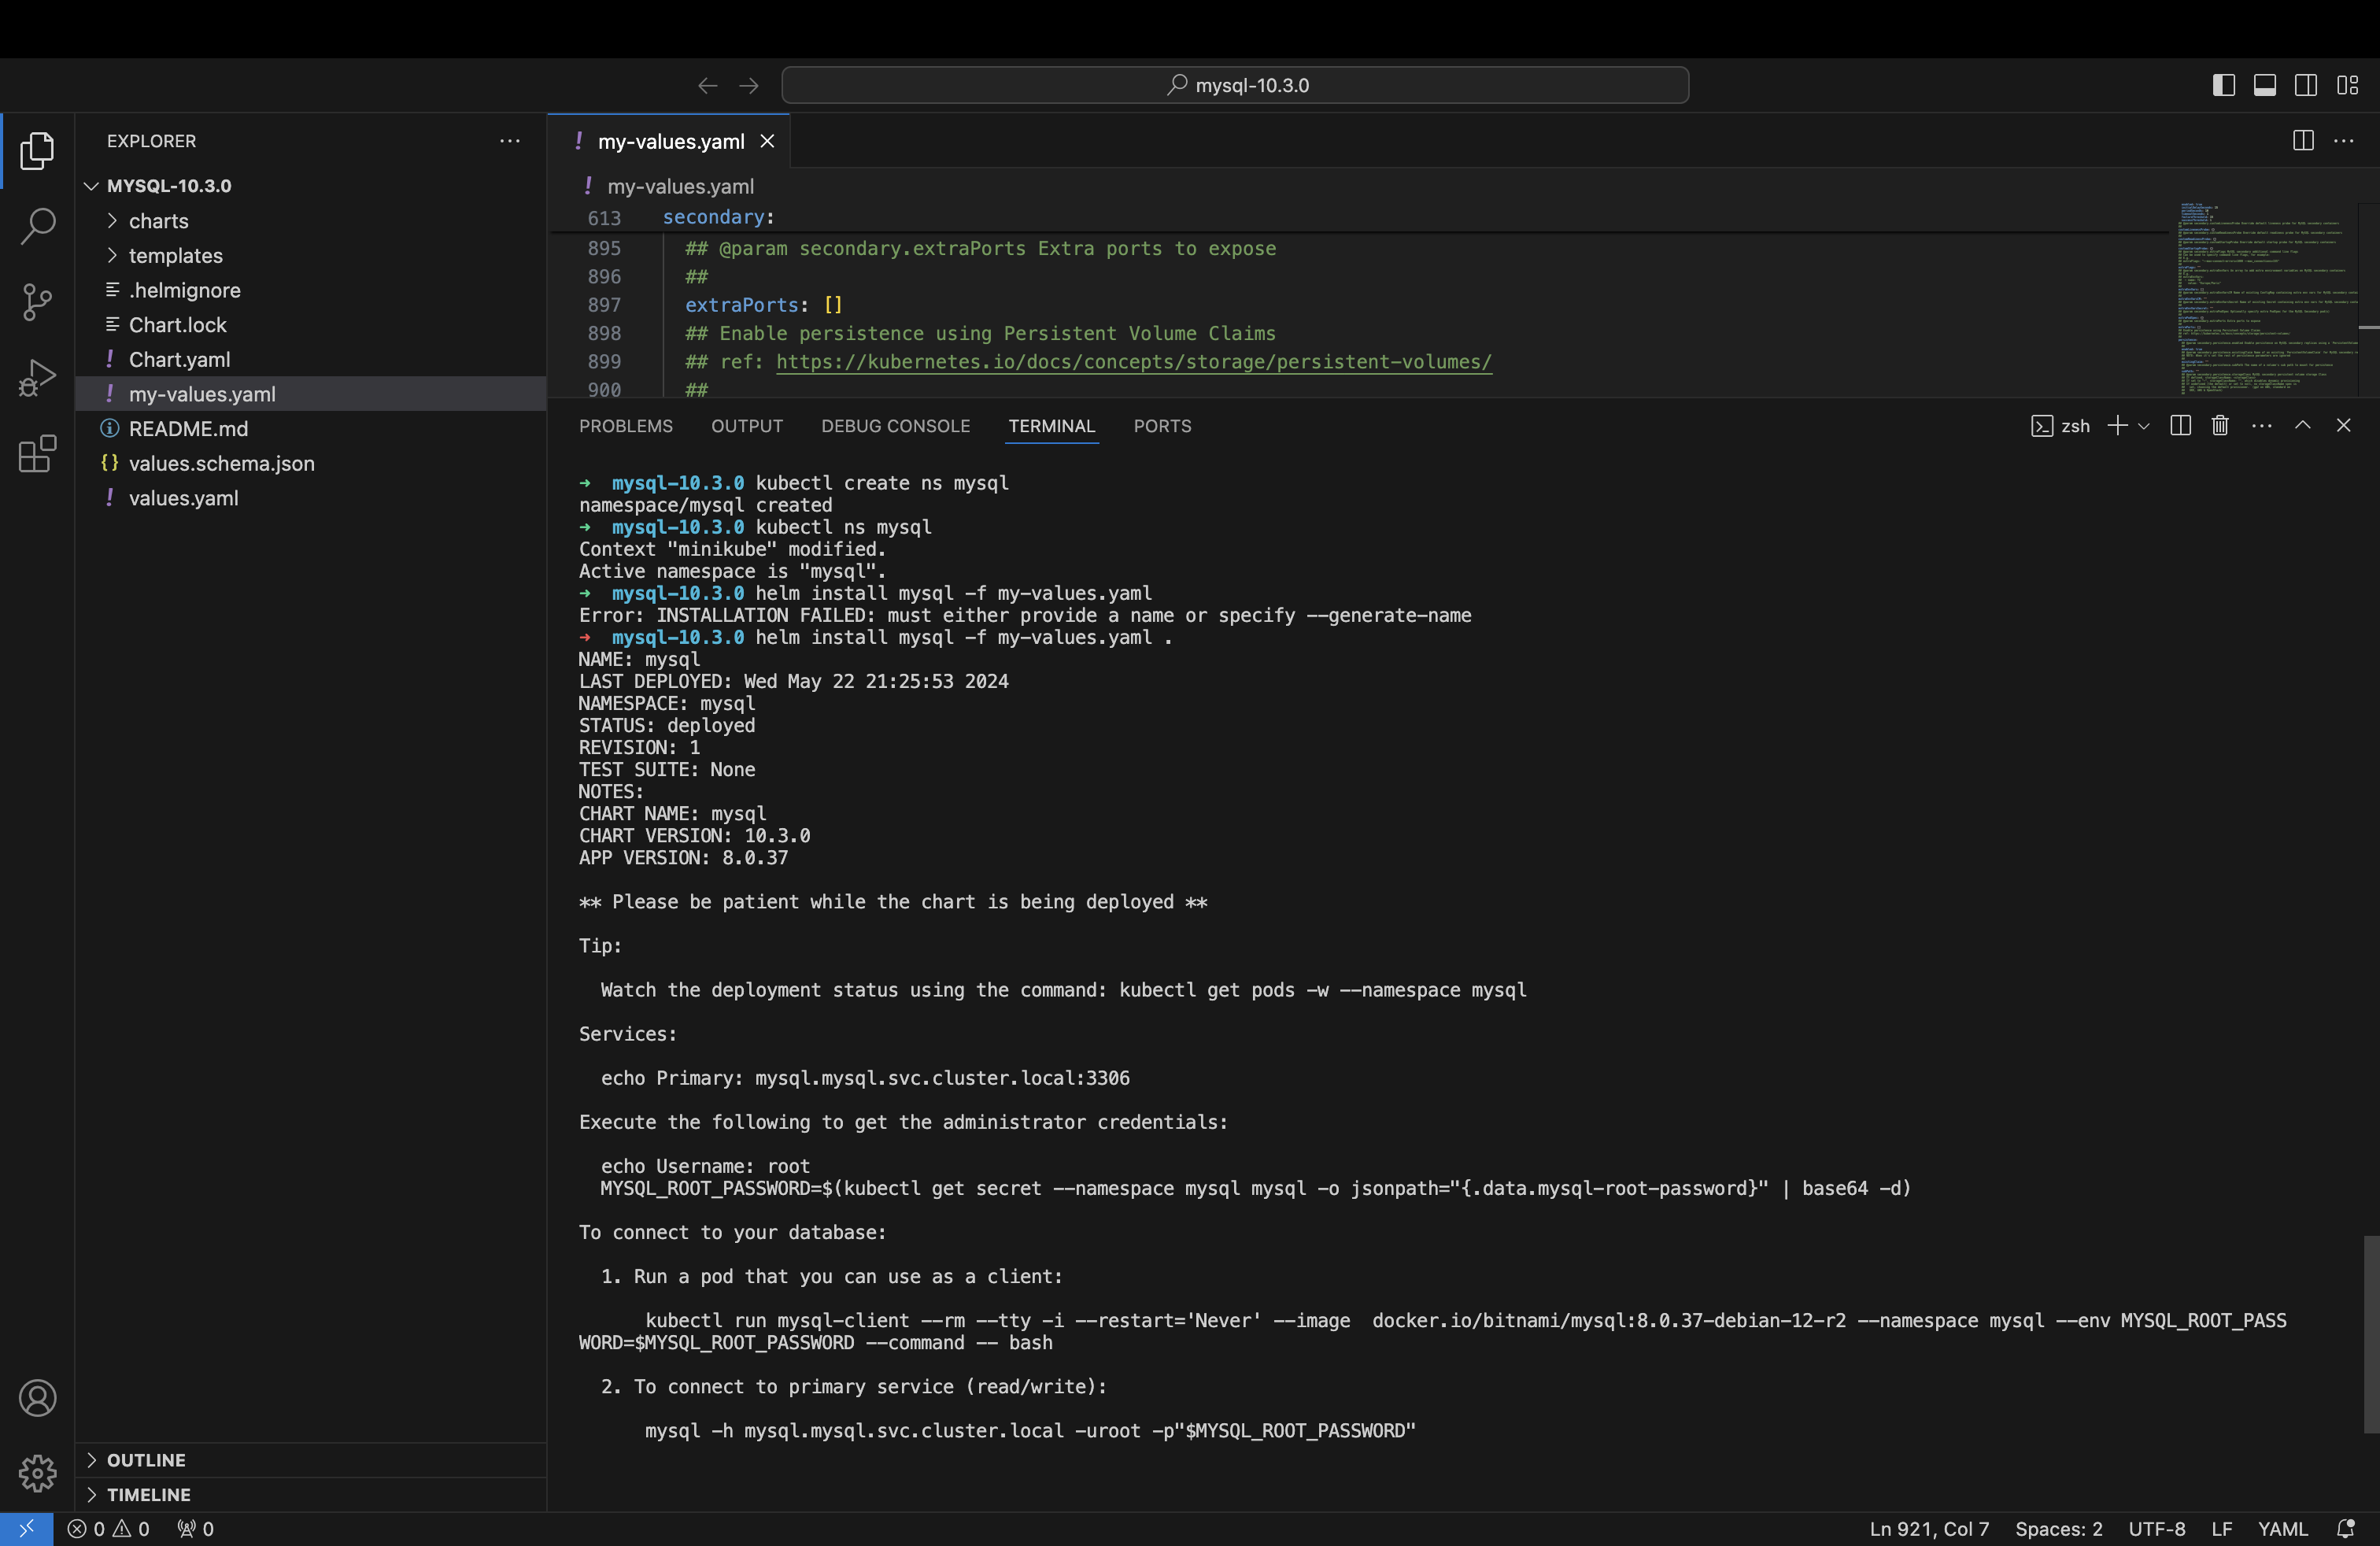 mysql-10.3.0
EXPLORER
MYSQL-10.3.0
charts
templates
.helmignore
Chart.lock
Chart.yaml
my-values.yaml
README.md
values.schema.json
values.yaml
OUTLINE
TIMELINE
my-values.yaml
my-values.yaml
613 secondary:
895 ## @param secondary.extraPorts Extra ports to expose
896 ##
897 extraPorts: []
898 ## Enable persistence using Persistent Volume Claims
899 ## ref: https://kubernetes.io/docs/concepts/storage/persistent-volumes/
900 ##
PROBLEMS OUTPUT DEBUG CONSOLE TERMINAL PORTS zsh
➜ mysql-10.3.0 kubectl create ns mysql
namespace/mysql created
➜ mysql-10.3.0 kubectl ns mysql
Context "minikube" modified.
Active namespace is "mysql".
➜ mysql-10.3.0 helm install mysql -f my-values.yaml
Error: INSTALLATION FAILED: must either provide a name or specify --generate-name
➜ mysql-10.3.0 helm install mysql -f my-values.yaml .
NAME: mysql
LAST DEPLOYED: Wed May 22 21:25:53 2024
NAMESPACE: mysql
STATUS: deployed
REVISION: 1
TEST SUITE: None
NOTES:
CHART NAME: mysql
CHART VERSION: 10.3.0
APP VERSION: 8.0.37
** Please be patient while the chart is being deployed **
Tip:
Watch the deployment status using the command: kubectl get pods -w --namespace mysql
Services:
echo Primary: mysql.mysql.svc.cluster.local:3306
Execute the following to get the administrator credentials:
echo Username: root
MYSQL_ROOT_PASSWORD=$(kubectl get secret --namespace mysql mysql -o jsonpath="{.data.mysql-root-password}" | base64 -d)
To connect to your database:
1. Run a pod that you can use as a client:
kubectl run mysql-client --rm --tty -i --restart='Never' --image  docker.io/bitnami/mysql:8.0.37-debian-12-r2 --namespace mysql --env MYSQL_ROOT_PASS
WORD=$MYSQL_ROOT_PASSWORD --command -- bash
2. To connect to primary service (read/write):
mysql -h mysql.mysql.svc.cluster.local -uroot -p"$MYSQL_ROOT_PASSWORD"
0 0 0 Ln 921, Col 7 Spaces: 2 UTF-8 LF YAML